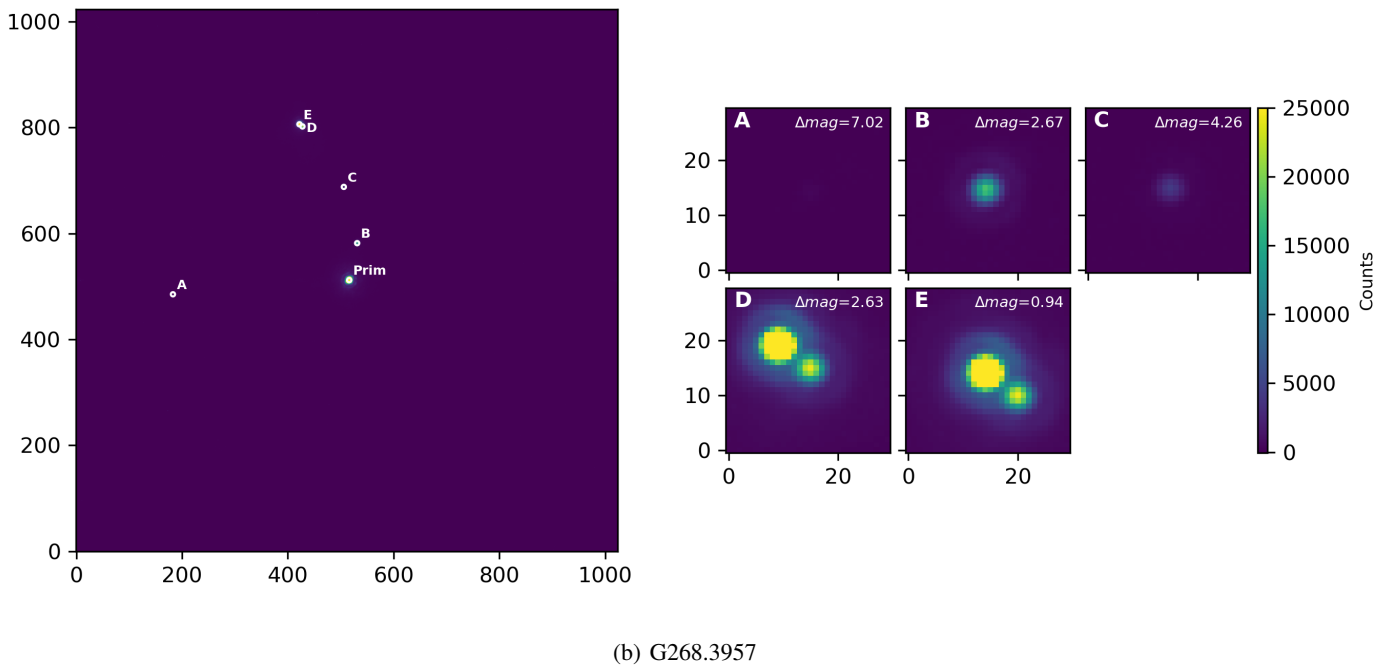 1000
800
600
400
200
0
0 200 400 600 800 1000
E
D
C
B
Prim
A
A Δmag=7.02
B Δmag=2.67
C Δmag=4.26
20
10
0
D Δmag=2.63
E Δmag=0.94
20
10
0
0 20
0 20
25000
20000
15000
10000
5000
0
Counts
(b) G268.3957